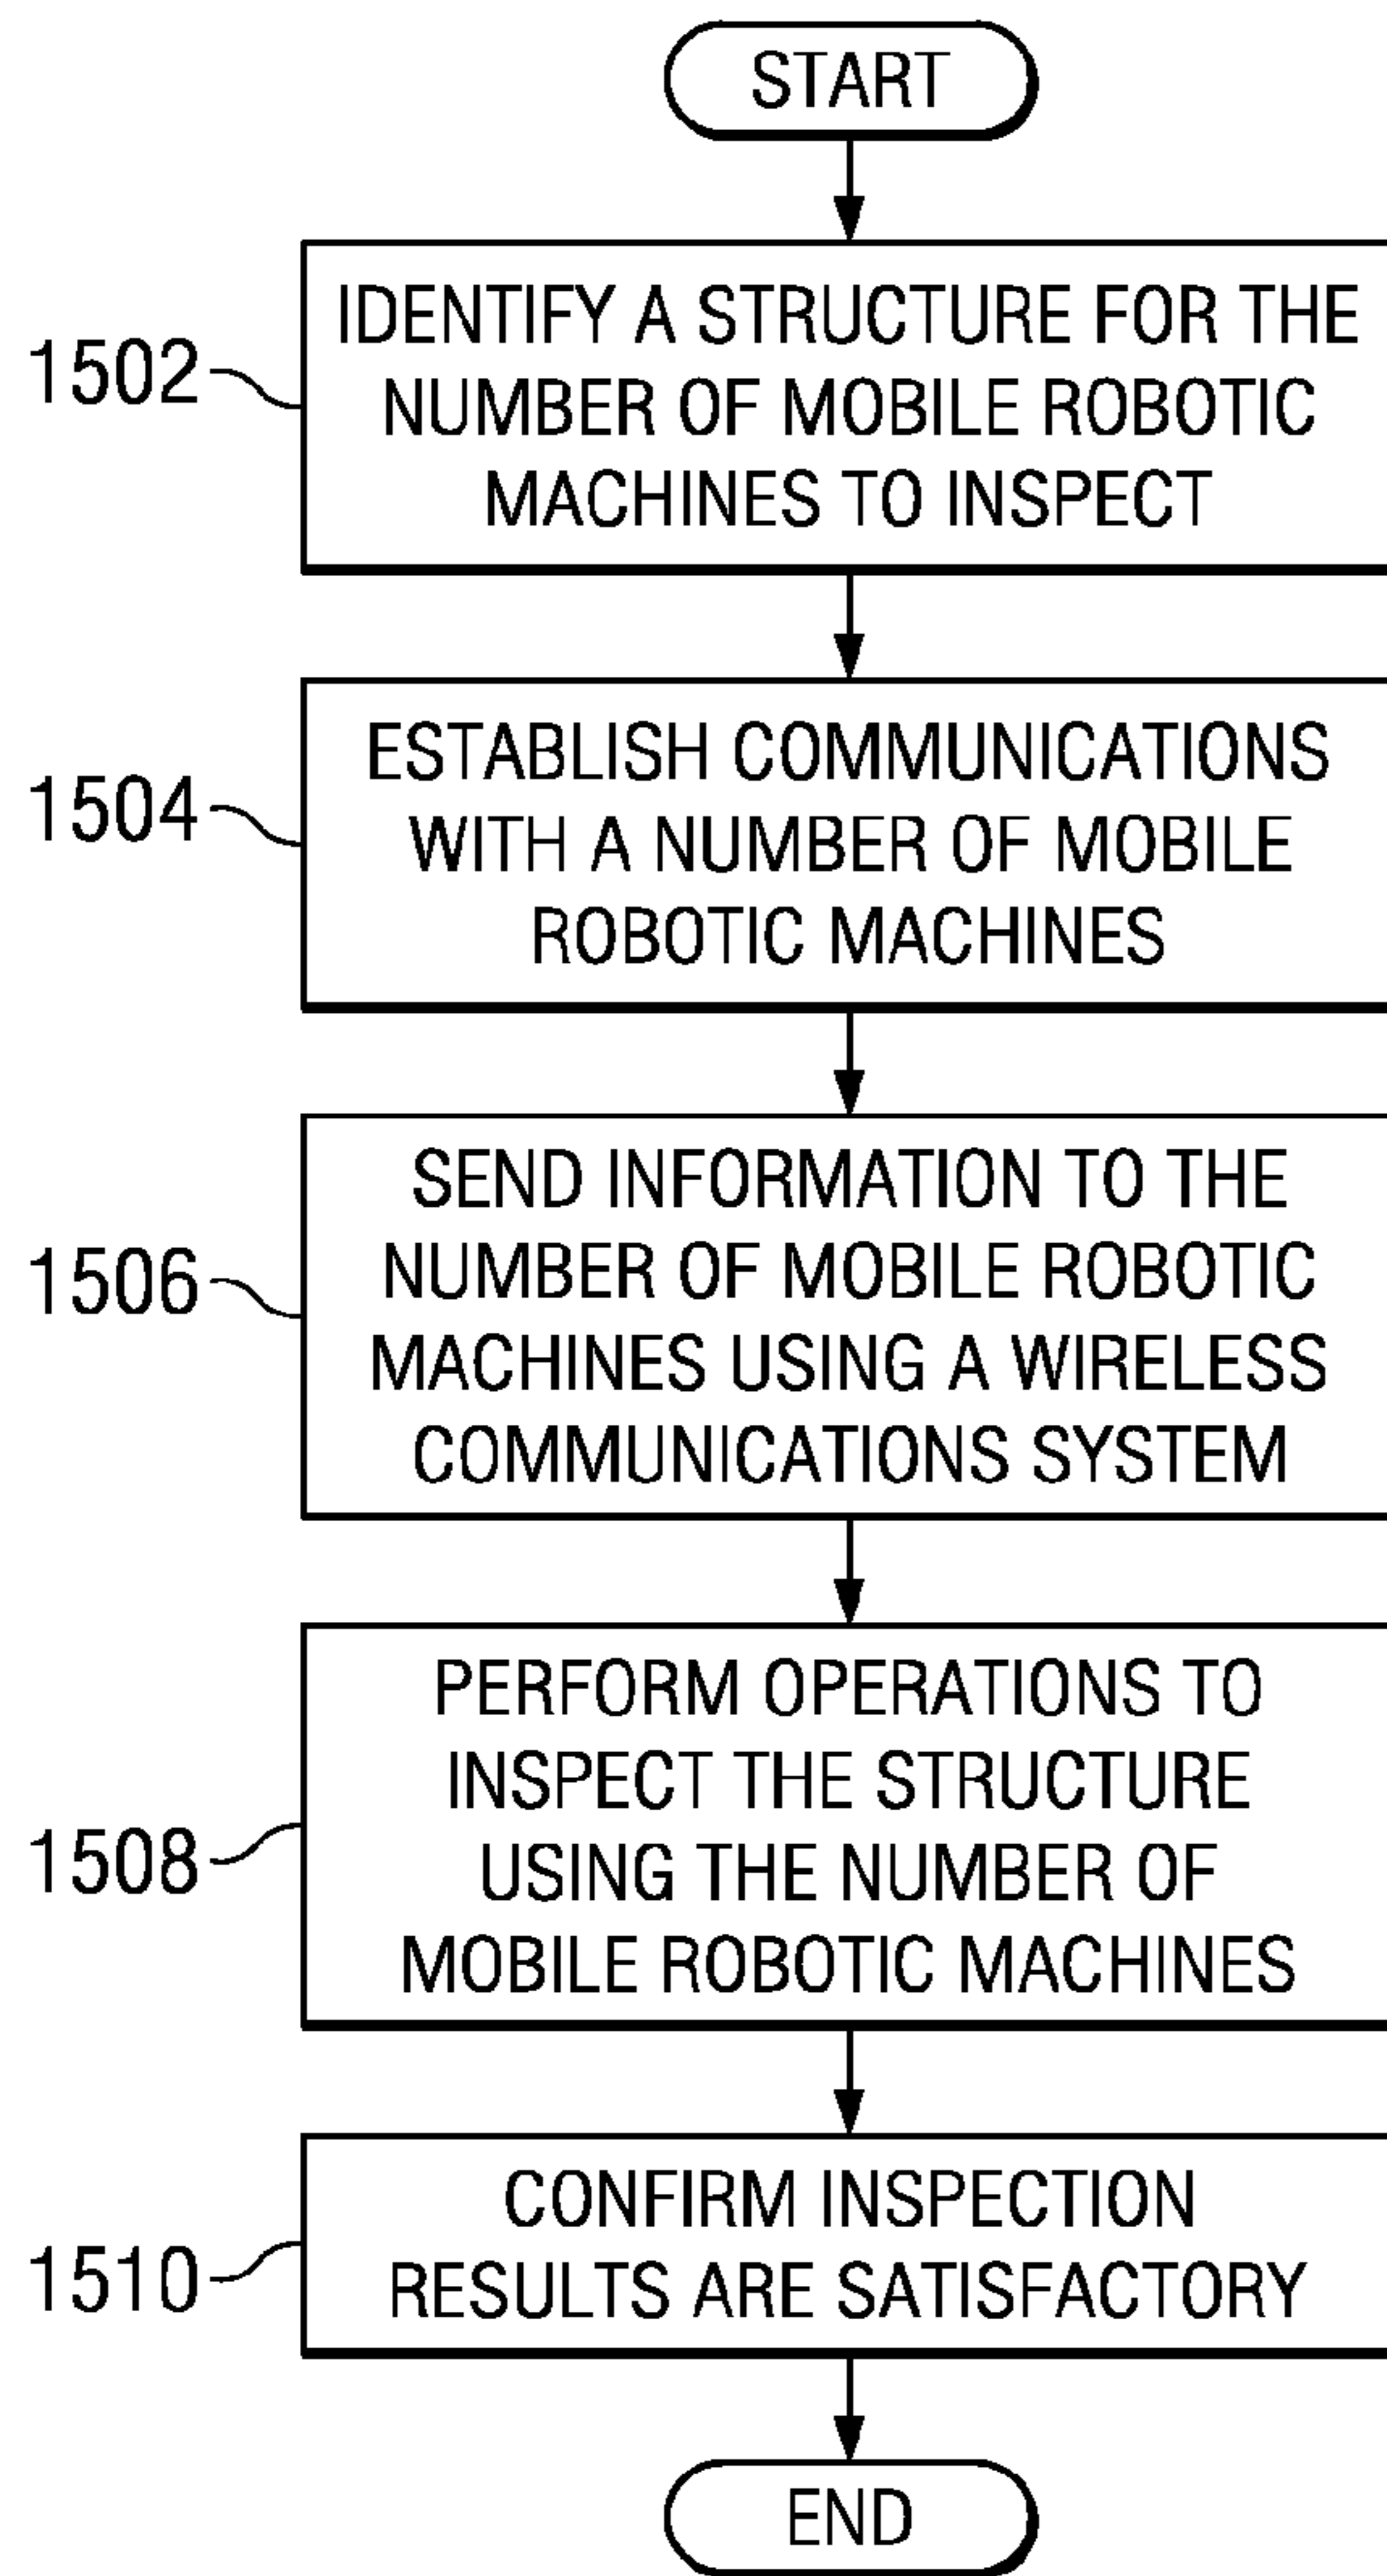 START
1502
IDENTIFY A STRUCTURE FOR THE
NUMBER OF MOBILE ROBOTIC
MACHINES TO INSPECT
1504
ESTABLISH COMMUNICATIONS
WITH A NUMBER OF MOBILE
ROBOTIC MACHINES
1506
SEND INFORMATION TO THE
NUMBER OF MOBILE ROBOTIC
MACHINES USING A WIRELESS
COMMUNICATIONS SYSTEM
1508
PERFORM OPERATIONS TO
INSPECT THE STRUCTURE
USING THE NUMBER OF
MOBILE ROBOTIC MACHINES
1510
CONFIRM INSPECTION
RESULTS ARE SATISFACTORY
END